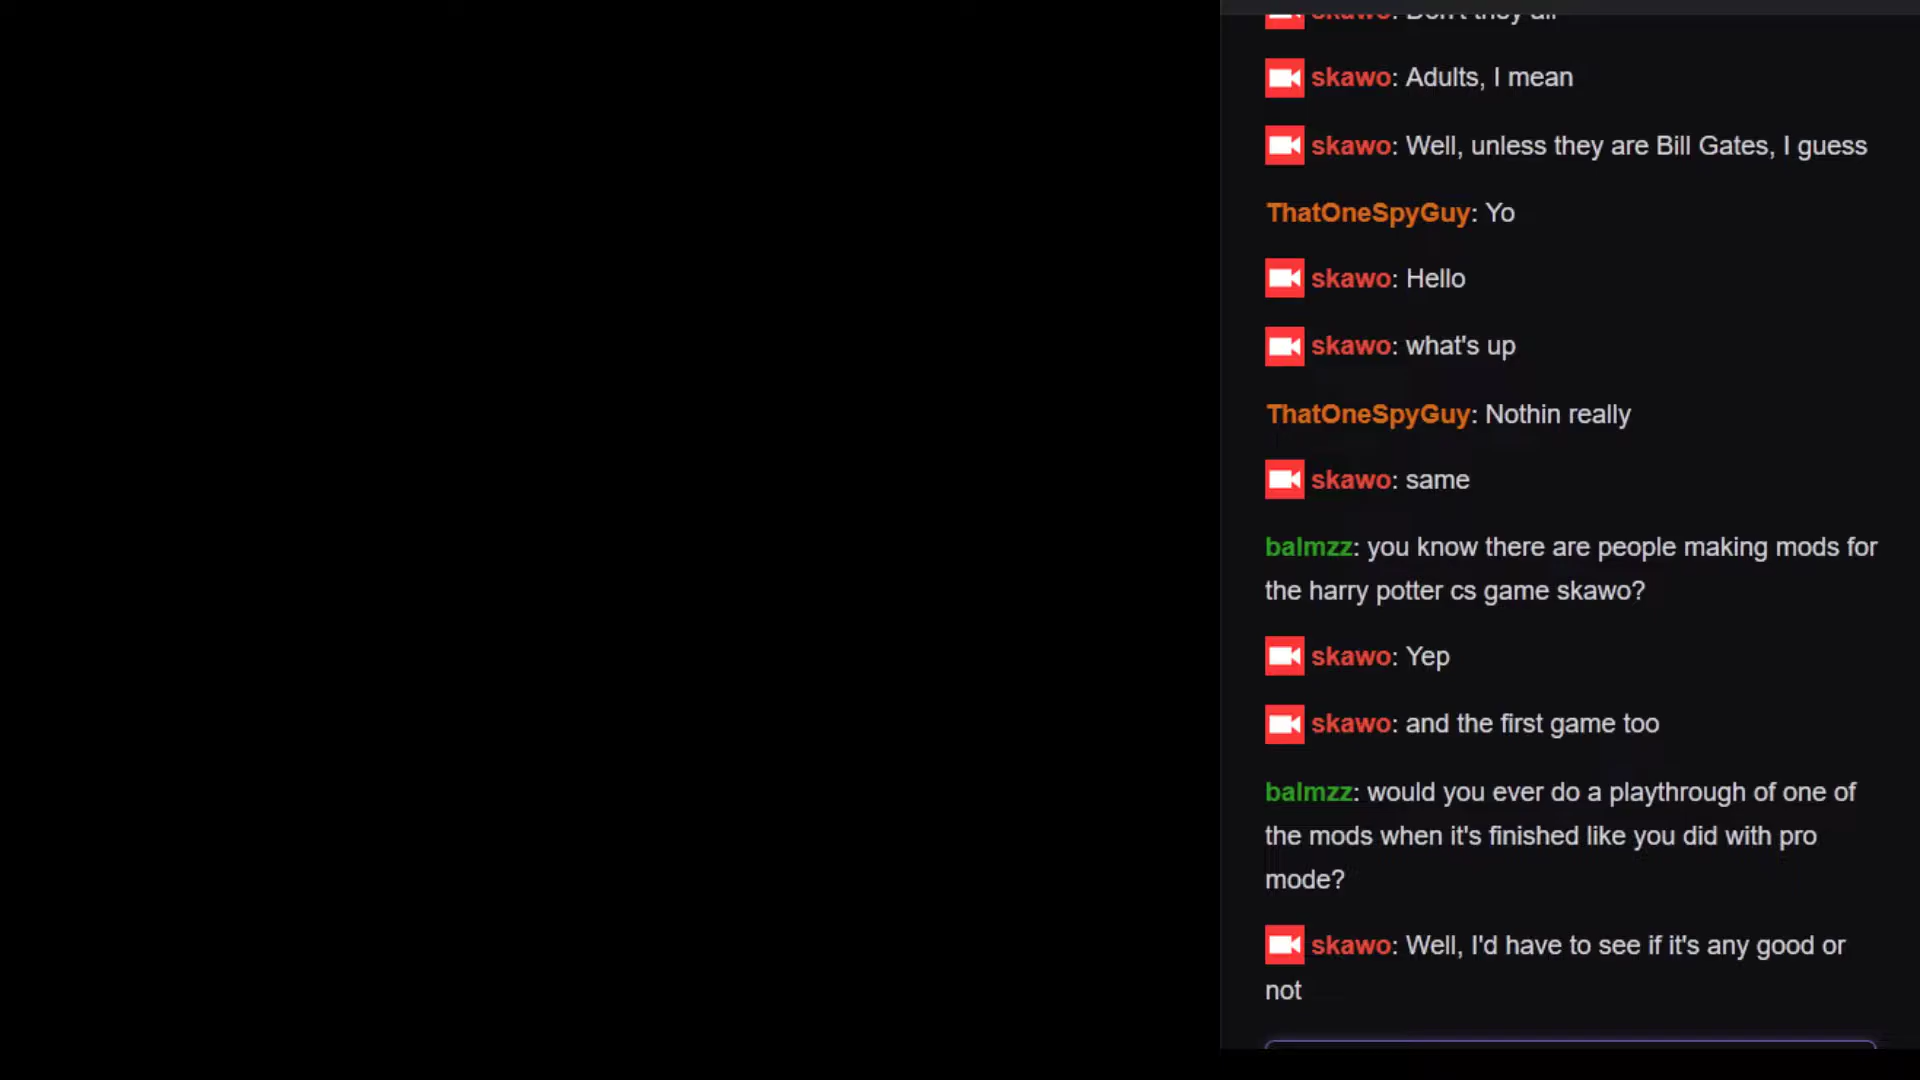 skawo: Don't they all
skawo: Adults, I mean
skawo: Well, unless they are Bill Gates, I guess
ThatOneSpyGuy: Yo
skawo: Hello
skawo: what's up
ThatOneSpyGuy: Nothin really
skawo: same
balmzz: you know there are people making mods for
the harry potter cs game skawo?
skawo: Yep
skawo: and the first game too
balmzz: would you ever do a playthrough of one of
the mods when it's finished like you did with pro
mode?
skawo: Well, I'd have to see if it's any good or
not